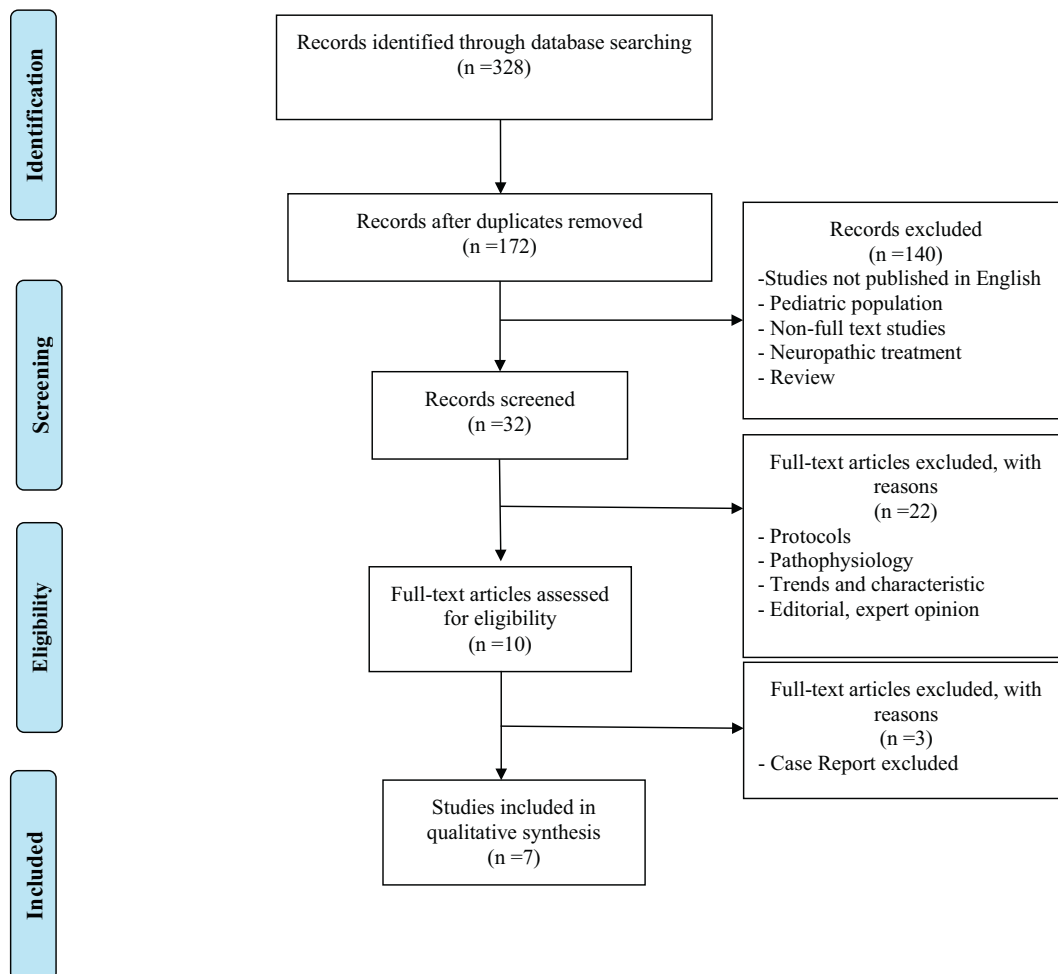 Identification
Records identified through database searching
(n =328)
Records after duplicates removed
(n =172)
Records excluded
(n =140)
-Studies not published in English
- Pediatric population
- Non-full text studies
- Neuropathic treatment
- Review
Screening
Records screened
(n =32)
Full-text articles excluded, with
reasons
(n =22)
- Protocols
- Pathophysiology
- Trends and characteristic
- Editorial, expert opinion
Eligibility
Full-text articles assessed
for eligibility
(n =10)
Full-text articles excluded, with
reasons
(n =3)
- Case Report excluded
Included
Studies included in
qualitative synthesis
(n =7)